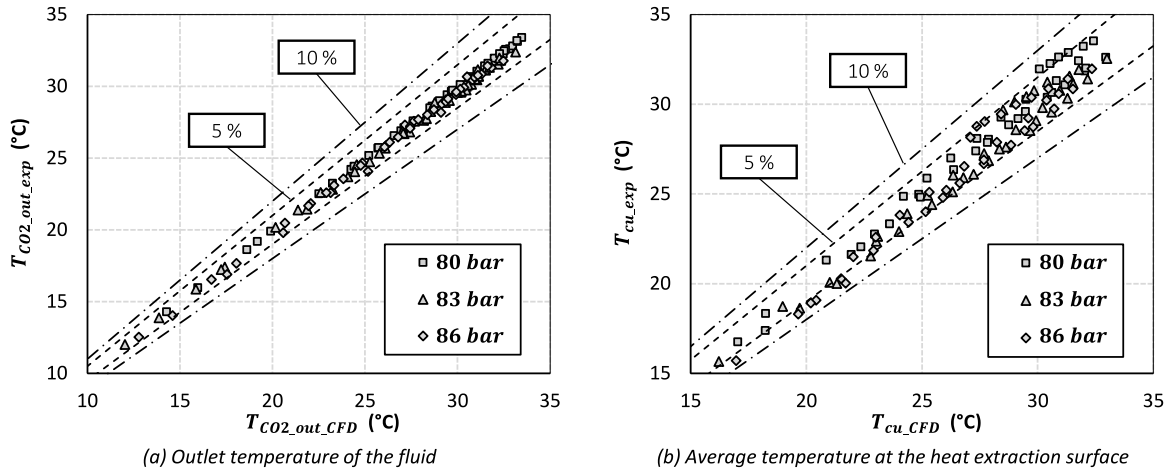 35
30
25
20
15
10
10 15 20 25 30 35
T_CO2_out_exp (°C)
T_CO2_out_CFD (°C)
10 %
5 %
80 bar
83 bar
86 bar
(a) Outlet temperature of the fluid
35
30
25
20
15
15 20 25 30 35
T_cu_exp (°C)
T_cu_CFD (°C)
10 %
5 %
80 bar
83 bar
86 bar
(b) Average temperature at the heat extraction surface